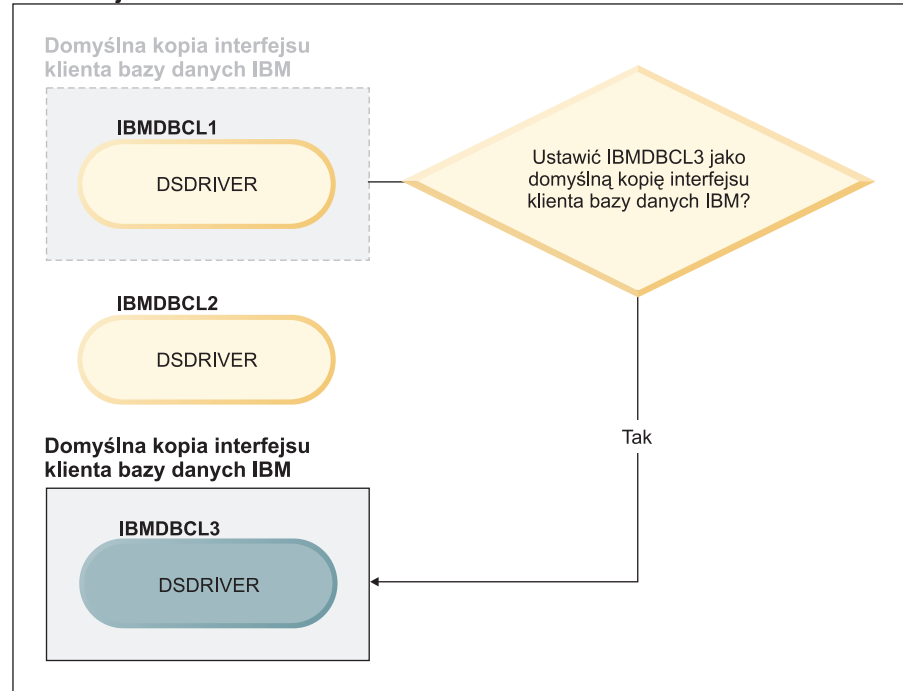 Domyślna kopia interfejsu
klienta bazy danych IBM
IBMDBCL1
DSDRIVER
Ustawić IBMDBCL3 jako
domyślną kopię interfejsu
klienta bazy danych IBM?
IBMDBCL2
DSDRIVER
Tak
Domyślna kopia interfejsu
klienta bazy danych IBM
IBMDBCL3
DSDRIVER